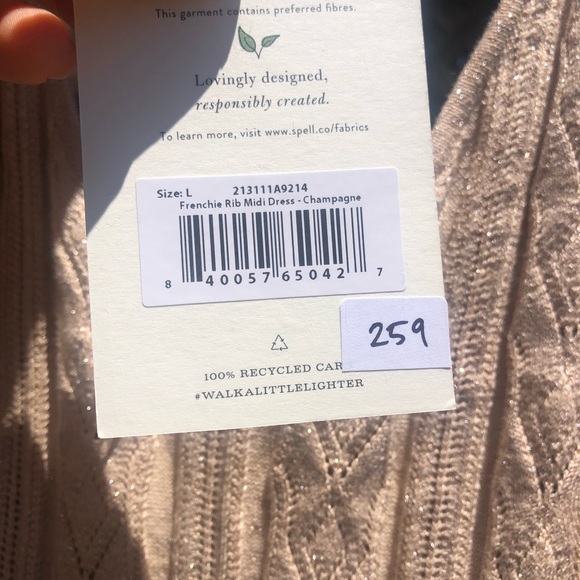 This garment contains preferred fibres.
Lovingly designed,
responsibly created.
To learn more, visit www.spell.co/fabrics
Size: L 213111A9214
Frenchie Rib Midi Dress - Champagne
8 40057 65042 7
259
100% RECYCLED
#WALKALITTLELIGHTER